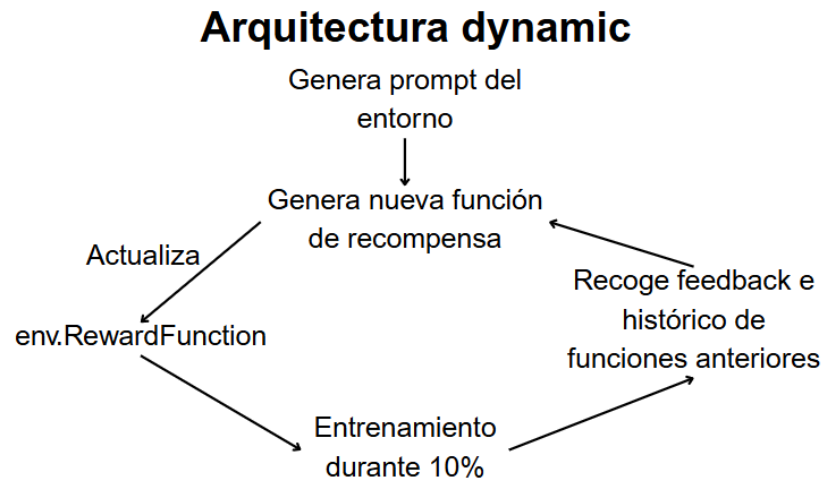 Arquitectura dynamic
Genera prompt del
entorno
Genera nueva función
de recompensa
Actualiza
env.RewardFunction
Entrenamiento
durante 10%
Recoge feedback e
histórico de
funciones anteriores